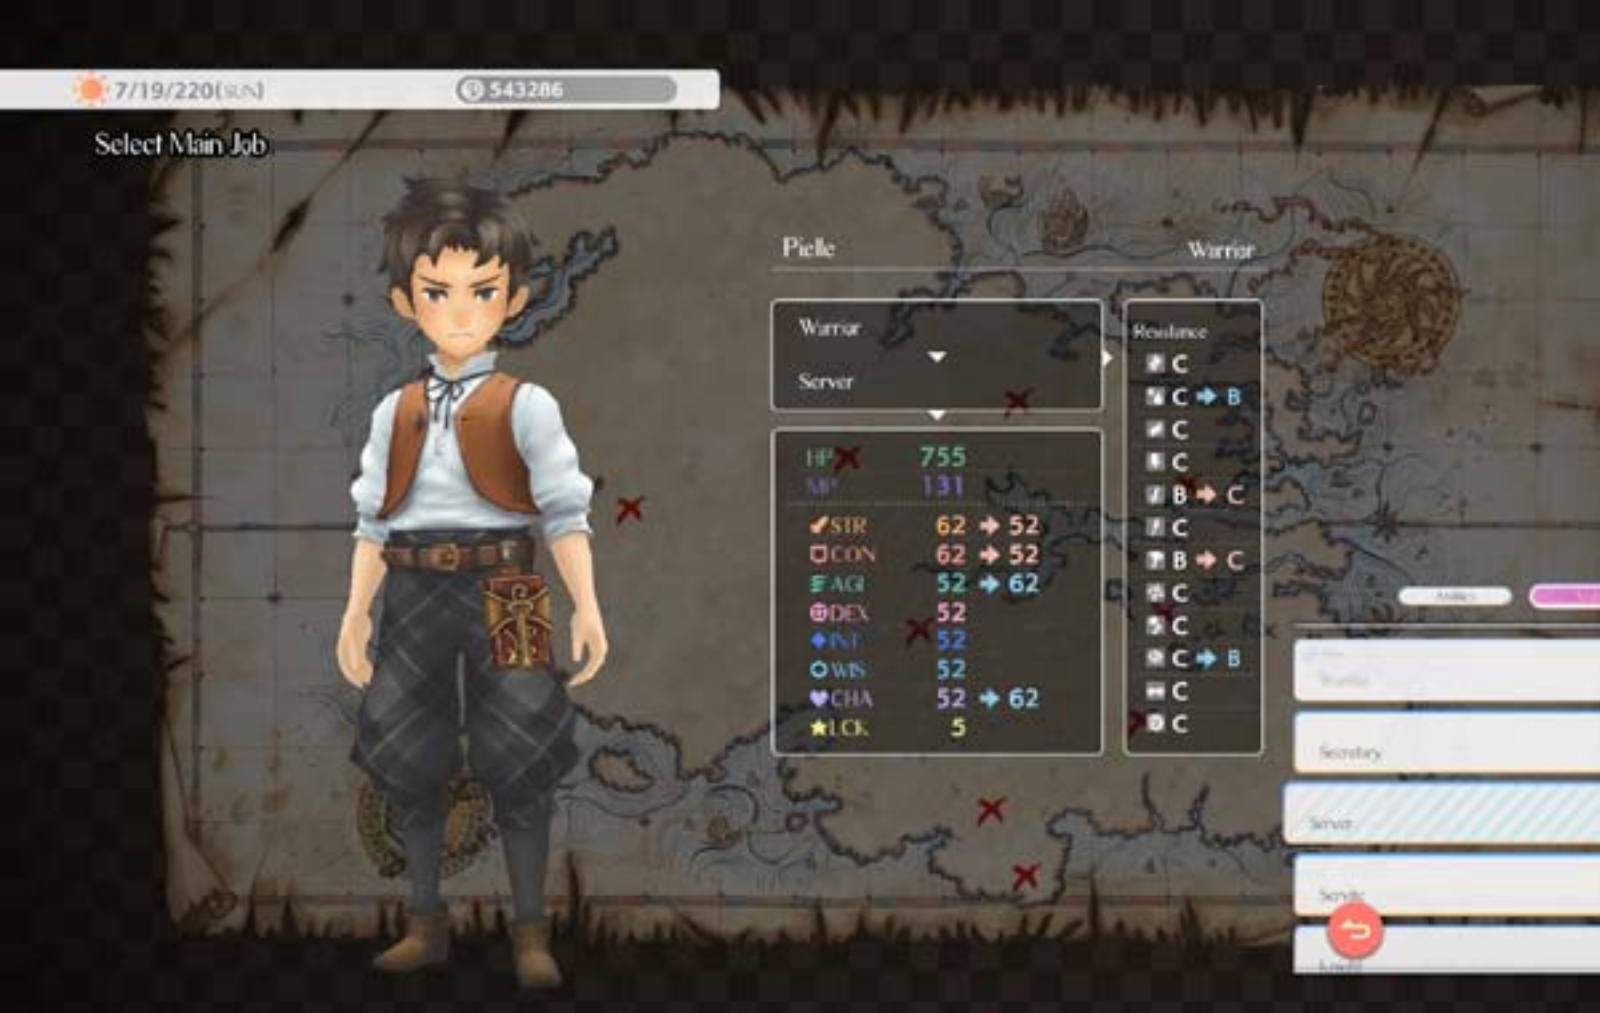 7/19/220(SUN) 543286
Select Main Job
Pielle Warrior
Warrior
Server
Resistance
C
C B
C
C
B C
C
B C
C
C
C B
C
C
HP 755
MP 131
STR 62 52
CON 62 52
AGI 52 62
DEX 52
INT 52
WIS 52
CHA 52 62
LCK 5
Secretary
Server
Knight